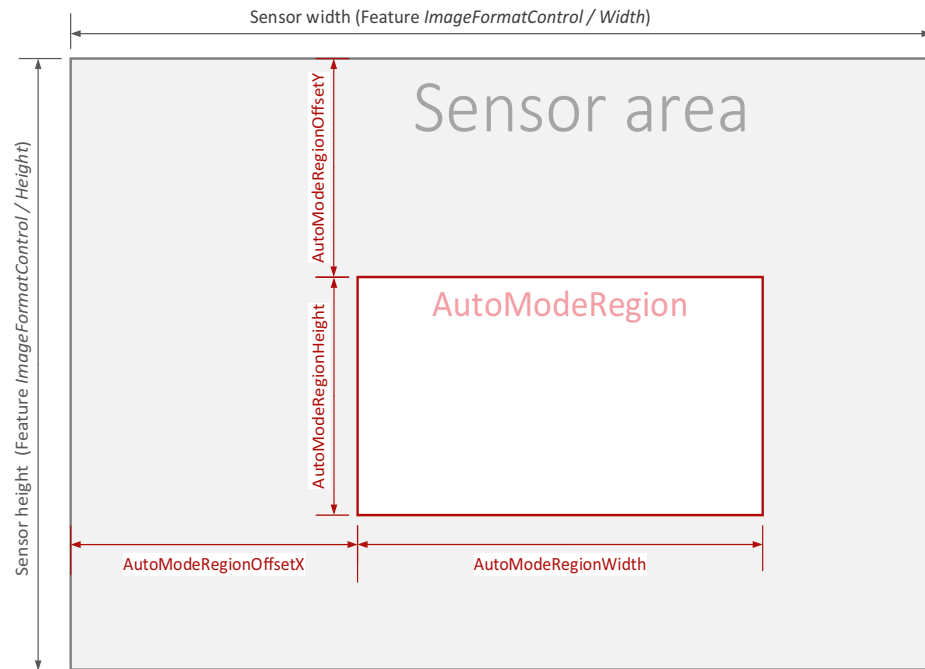 Sensor width (Feature ImageFormatControl / Width)
Sensor area
AutoModeRegionOffsetY
Sensor height (Feature ImageFormatControl / Height)
AutoModeRegion
AutoModeRegionHeight
AutoModeRegionOffsetX
AutoModeRegionWidth